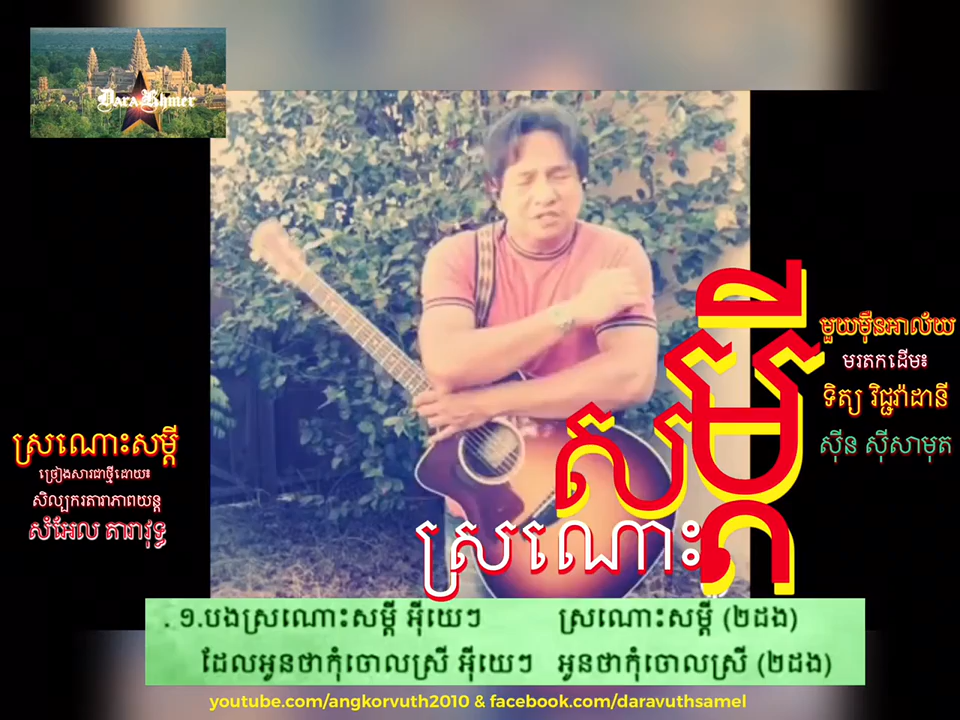 Dara Khmer
ស្រណោះសម្ដី
មួយម៉ឺនអាល័យ
មរតកដើម៖
ទិត្យ វិជ្ជរ៉ាដានី
ស៊ីន ស៊ីសាមុត
ស្រណោះសម្ដី
ច្រៀងសារជាថ្មីដោយ៖
សិល្បករតារាភាពយន្ត
សំអែល តារាវុទ្ធ
១.បងស្រណោះសម្ដី អ៊ីយេៗ ស្រណោះសម្ដី (២ដង)
ដែលអូនថាកុំចោលស្រី អ៊ីយេៗ អូនថាកុំចោលស្រី (២ដង)
youtube.com/angkorvuth2010 & facebook.com/daravuthsamel